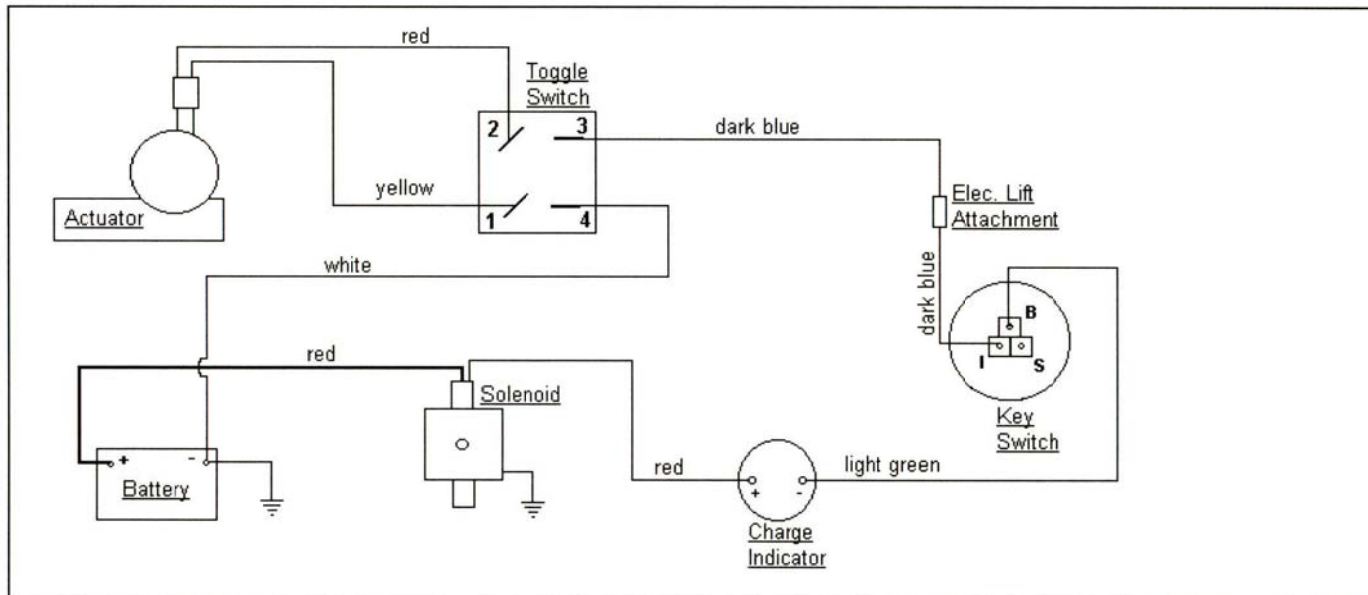 red
Toggle
Switch
2
3
dark blue
yellow
1
4
Actuator
Elec. Lift
Attachment
white
dark blue
B
I
S
Key
Switch
red
Solenoid
+
-
Battery
red
+
-
light green
Charge
Indicator